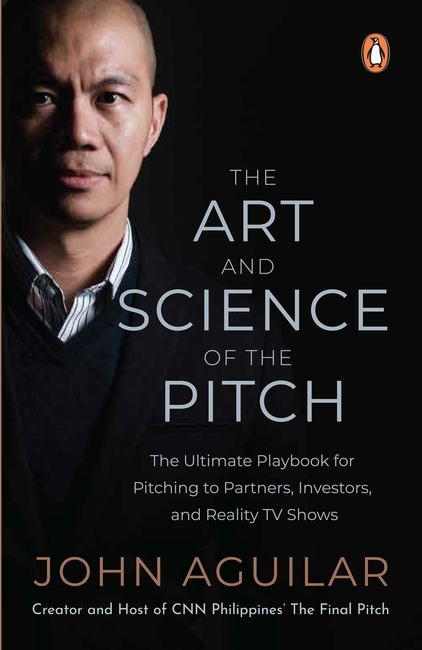 THE
ART
AND
SCIENCE
OF THE
PITCH
The Ultimate Playbook for
Pitching to Partners, Investors,
and Reality TV Shows
JOHN AGUILAR
Creator and Host of CNN Philippines’ The Final Pitch